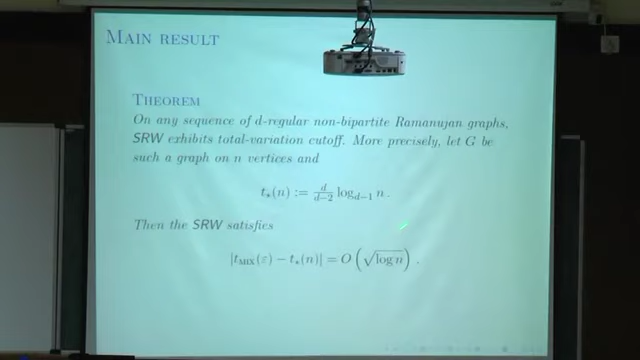 MAIN RESULT
THEOREM
On any sequence of d-regular non-bipartite Ramanujan graphs,
SRW exhibits total-variation cutoff. More precisely, let G be
such a graph on n vertices and
t⋆(n) := d/(d−2) log_{d−1} n .
Then the SRW satisfies
|t_MIX(ε) − t⋆(n)| = O(√(log n)) .